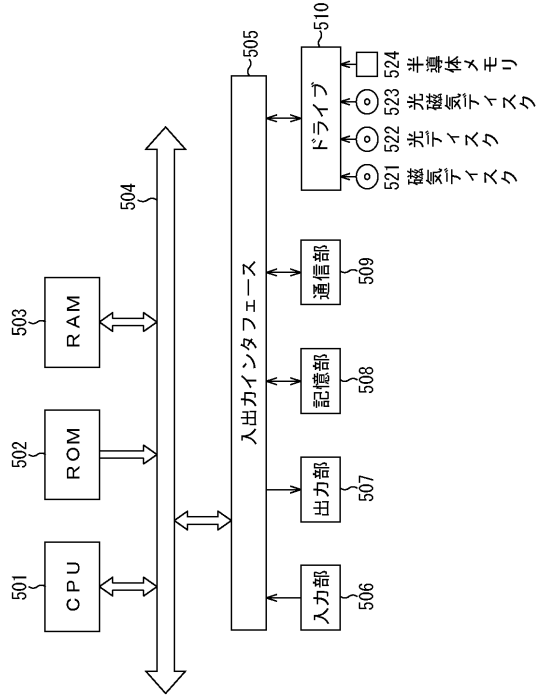 501
CPU
502
ROM
503
RAM
504
505
入出力インタフェース
入力部
506
出力部
507
記憶部
508
通信部
509
ドライブ
510
521
磁気ディスク
522
光ディスク
523
光磁気ディスク
524
半導体メモリ